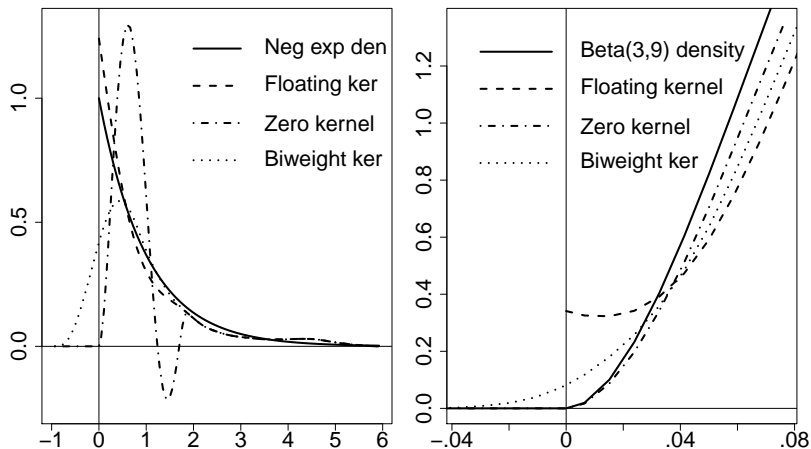 Neg exp den
Floating ker
Zero kernel
Biweight ker
0.0 0.5 1.0
−1 0 1 2 3 4 5 6
Beta(3,9) density
Floating kernel
Zero kernel
Biweight ker
0.0 0.2 0.4 0.6 0.8 1.0 1.2
−.04 0 .04 .08